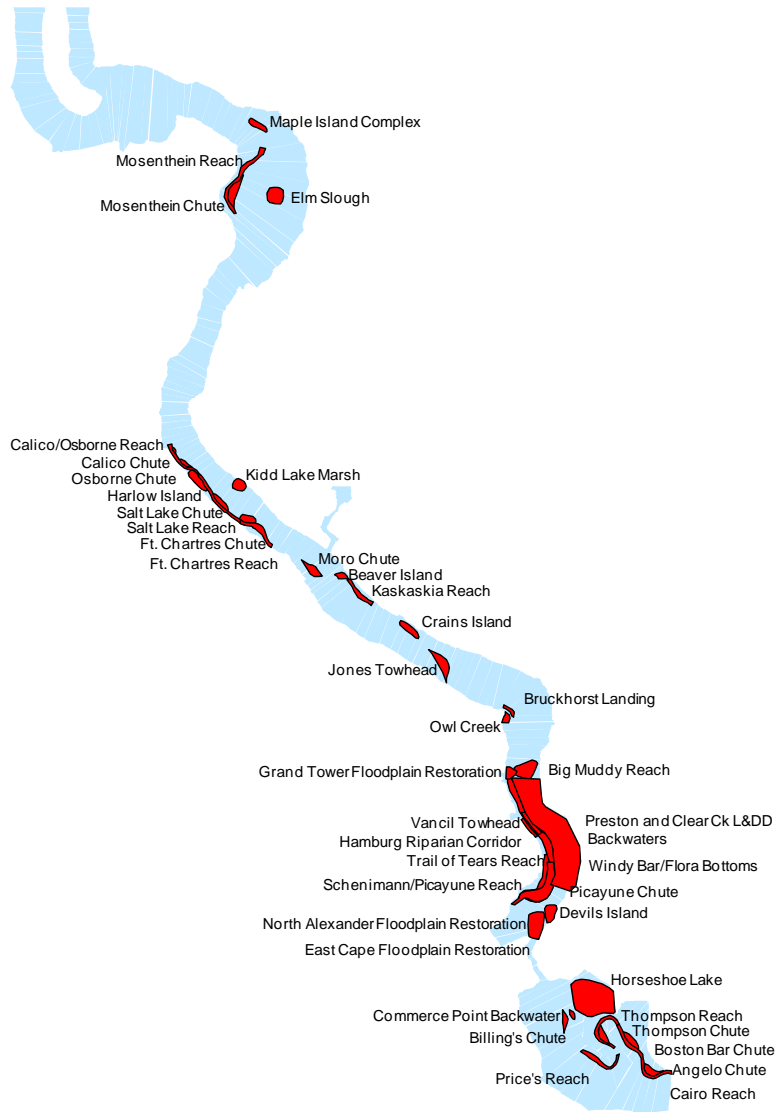 Maple Island Complex
Mosenthein Reach
Elm Slough
Mosenthein Chute
Calico/Osborne Reach
Calico Chute
Osborne Chute
Kidd Lake Marsh
Harlow Island
Salt Lake Chute
Salt Lake Reach
Ft. Chartres Chute
Ft. Chartres Reach
Moro Chute
Beaver Island
Kaskaskia Reach
Crains Island
Jones Towhead
Bruckhorst Landing
Owl Creek
Grand Tower Floodplain Restoration
Big Muddy Reach
Vancil Towhead
Preston and Clear Ck L&DD
Backwaters
Hamburg Riparian Corridor
Trail of Tears Reach
Windy Bar/Flora Bottoms
Schenimann/Picayune Reach
Picayune Chute
Devils Island
North Alexander Floodplain Restoration
East Cape Floodplain Restoration
Horseshoe Lake
Commerce Point Backwater
Thompson Reach
Billing's Chute
Thompson Chute
Boston Bar Chute
Angelo Chute
Price's Reach
Cairo Reach